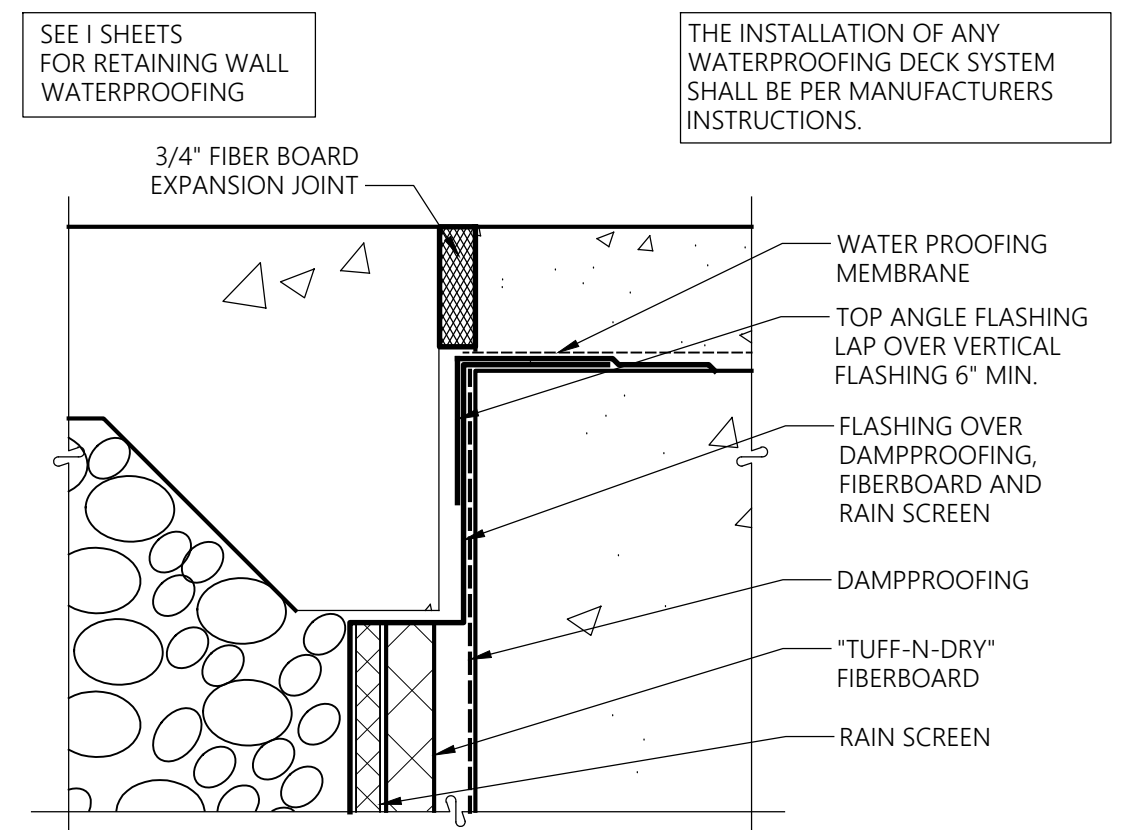 SEE I SHEETS
FOR RETAINING WALL
WATERPROOFING
THE INSTALLATION OF ANY
WATERPROOFING DECK SYSTEM
SHALL BE PER MANUFACTURERS
INSTRUCTIONS.
3/4" FIBER BOARD
EXPANSION JOINT
WATER PROOFING
MEMBRANE
TOP ANGLE FLASHING
LAP OVER VERTICAL
FLASHING 6" MIN.
FLASHING OVER
DAMPPROOFING,
FIBERBOARD AND
RAIN SCREEN
DAMPPROOFING
"TUFF-N-DRY"
FIBERBOARD
RAIN SCREEN